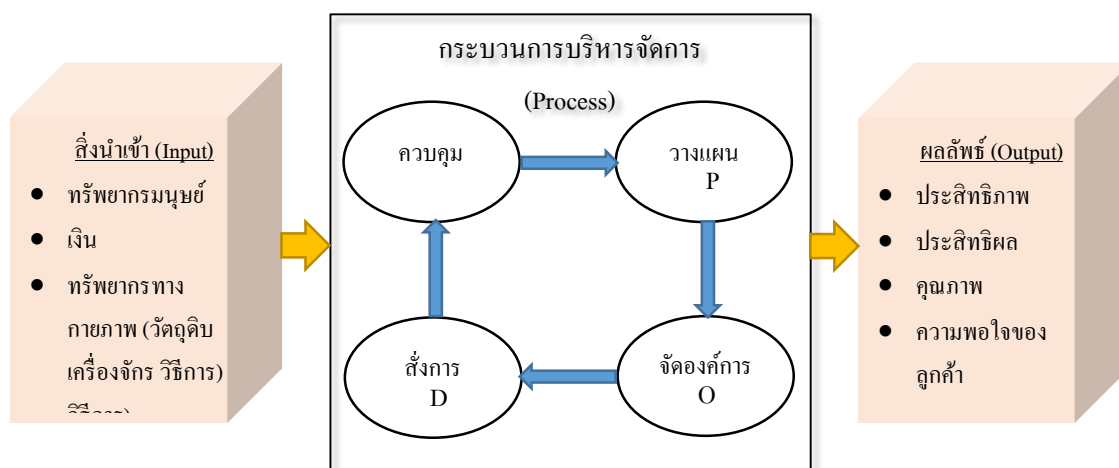 สิ่งนำเข้า (Input)
● ทรัพยากรมนุษย์
● เงิน
● ทรัพยากรทาง
กายภาพ (วัตถุดิบ
เครื่องจักร วิธีการ)
วิธีการ)
กระบวนการบริหารจัดการ
(Process)
ควบคุม
วางแผน
P
สั่งการ
D
จัดองค์การ
O
ผลลัพธ์ (Output)
● ประสิทธิภาพ
● ประสิทธิผล
● คุณภาพ
● ความพอใจของ
ลูกค้า